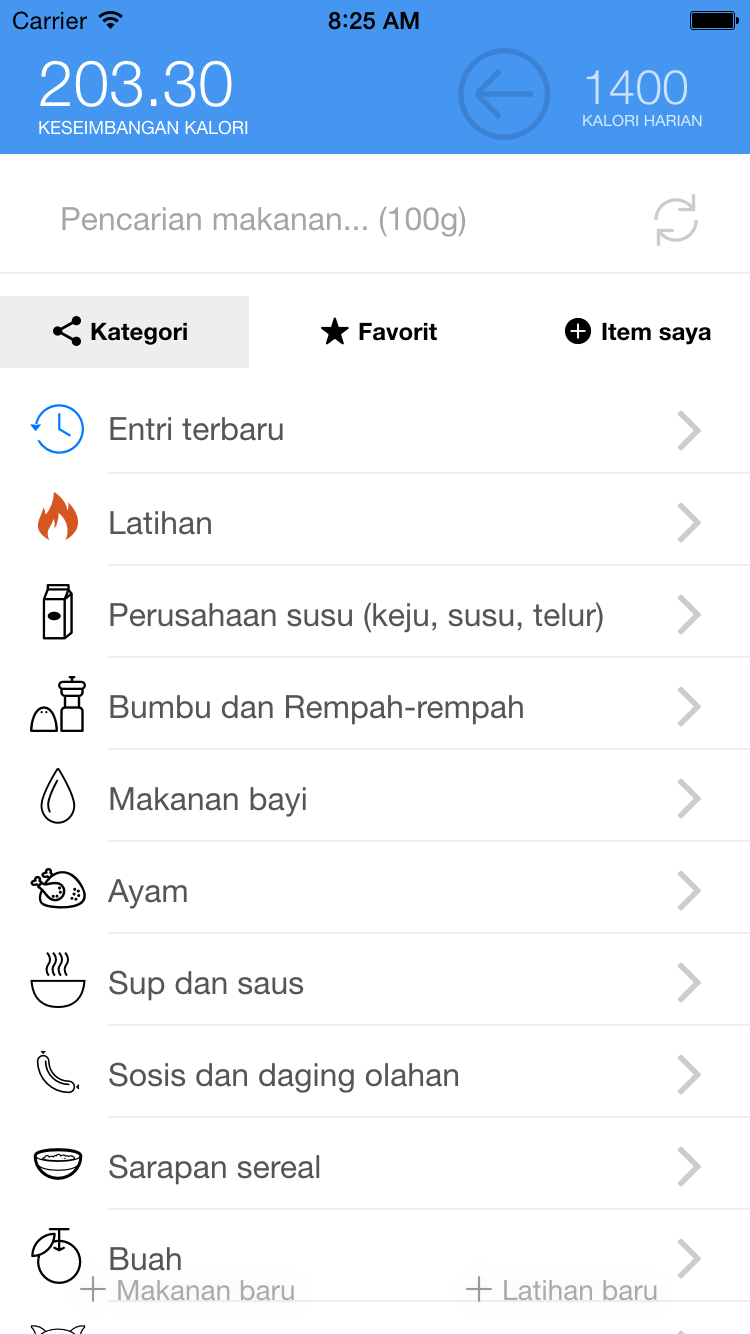 Carrier 8:25 AM
203.30 1400
KESEIMBANGAN KALORI KALORI HARIAN
Pencarian makanan... (100g)
Kategori Favorit Item saya
Entri terbaru
Latihan
Perusahaan susu (keju, susu, telur)
Bumbu dan Rempah-rempah
Makanan bayi
Ayam
Sup dan saus
Sosis dan daging olahan
Sarapan sereal
Buah
Makanan baru Latihan baru